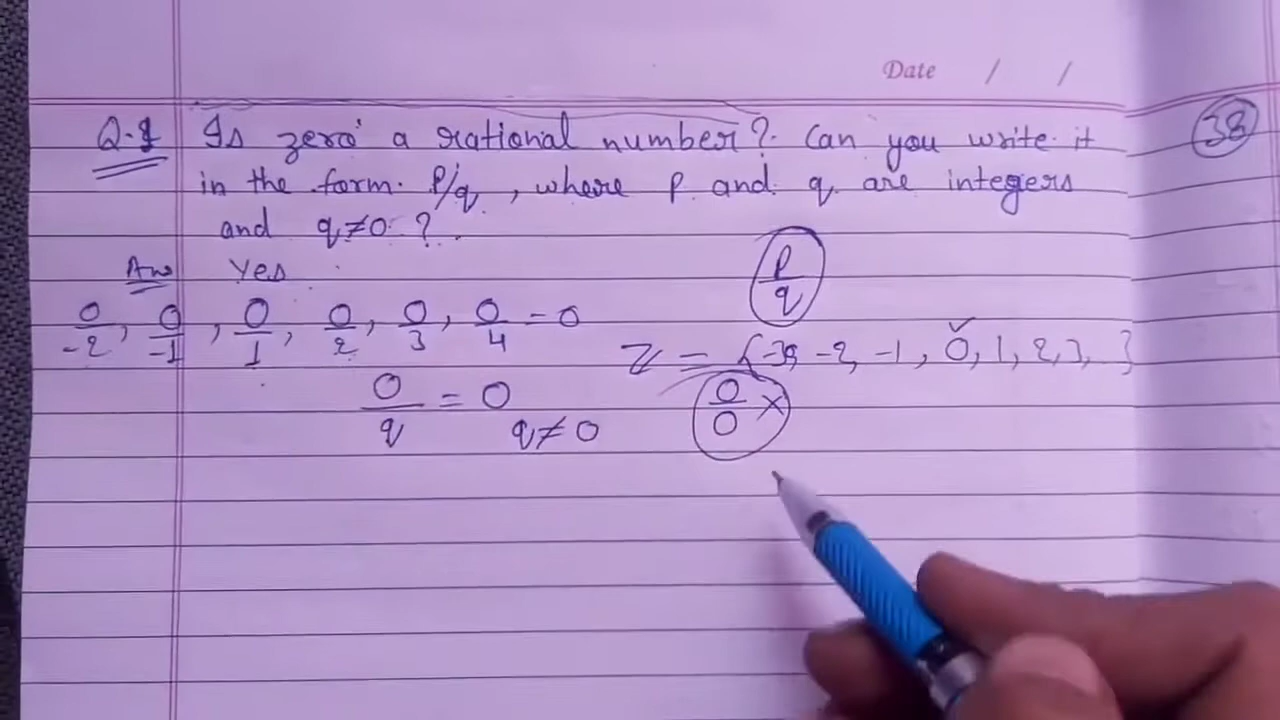 Date / /
Q-1 Is zero a rational number? Can you write it 38
in the form P/q, where p and q are integers
and q≠0 ?
Ans Yes
p/q
0/-2, 0/-1, 0/1, 0/2, 0/3, 0/4 = 0
Z = {-3, -2, -1, 0, 1, 2, 3, }
0/q = 0 q≠0
0/0 ×